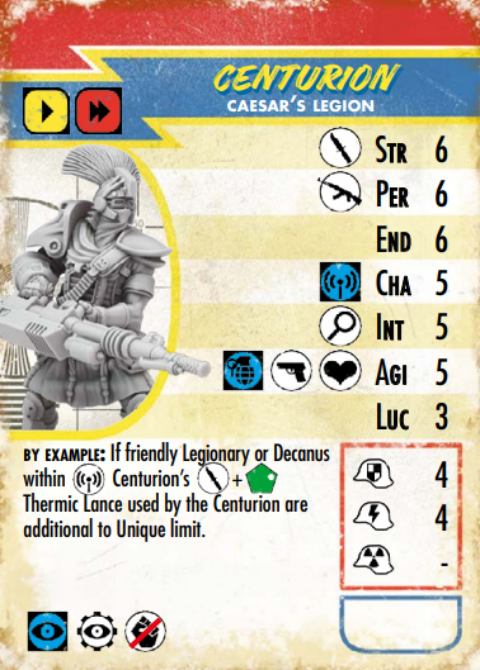 CENTURION
CAESAR'S LEGION
STR 6
PER 6
END 6
CHA 5
INT 5
AGI 5
LUC 3
BY EXAMPLE: If friendly Legionary or Decanus
within Centurion's +
Thermic Lance used by the Centurion are
additional to Unique limit.
4
4
-